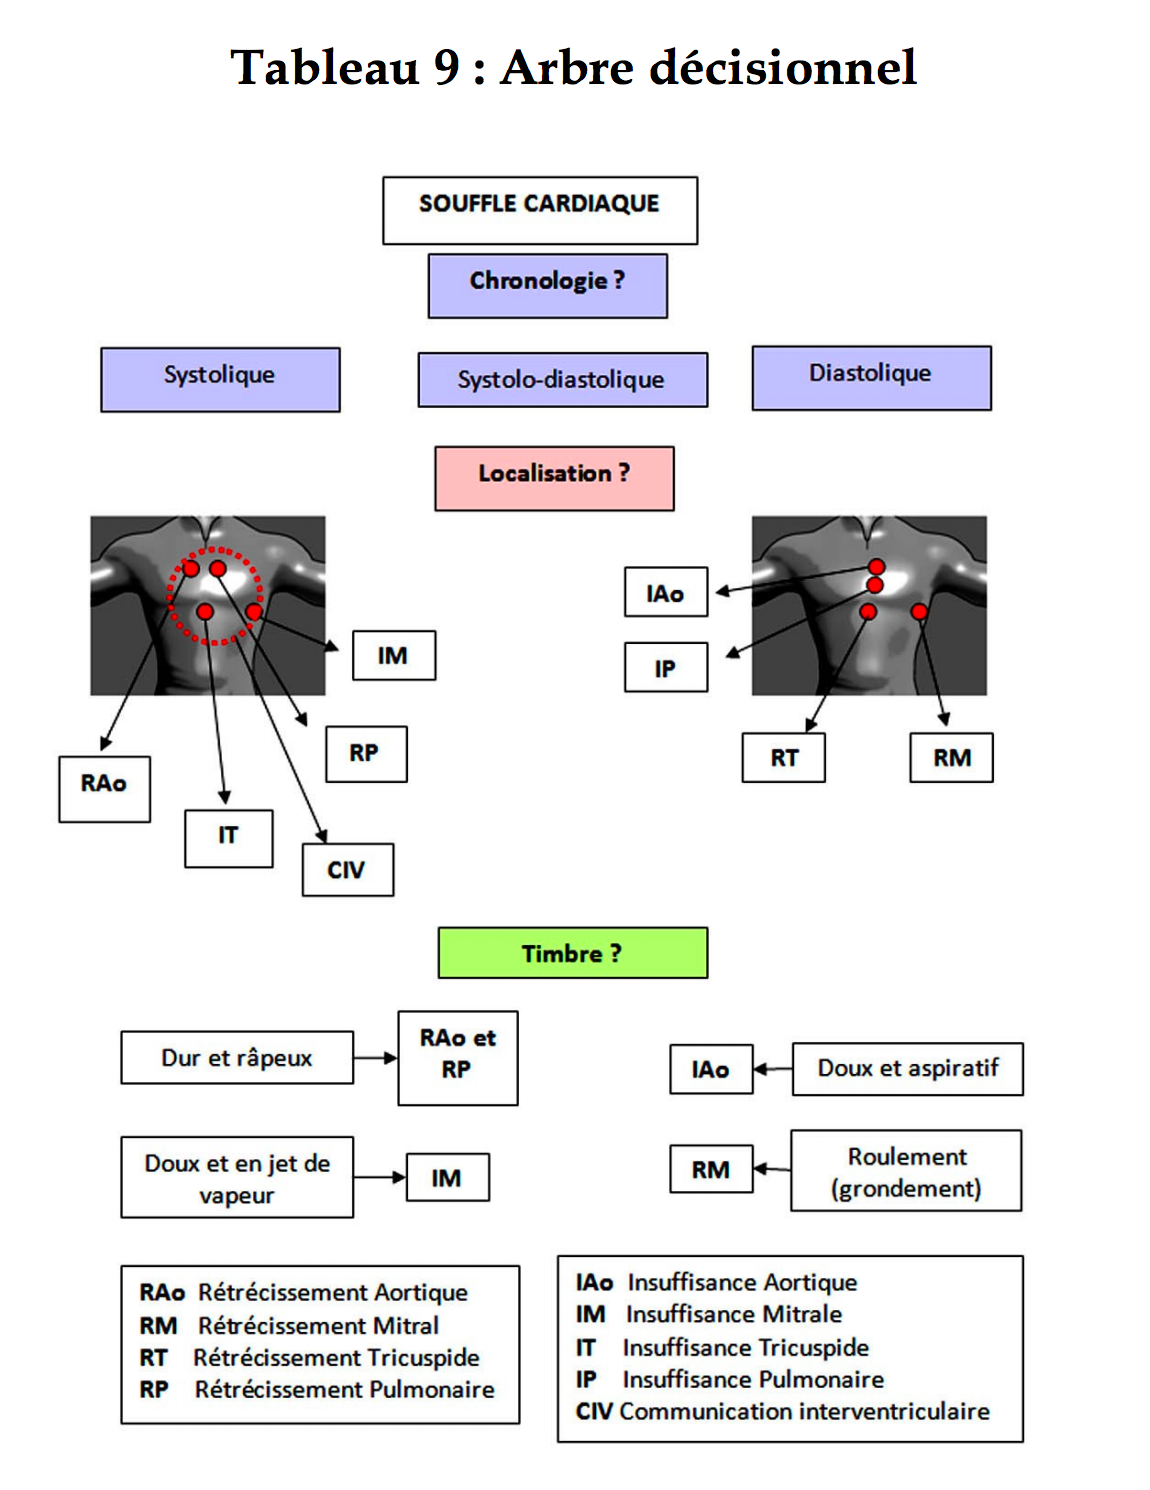 Tableau 9 : Arbre décisionnel
SOUFFLE CARDIAQUE
Chronologie ?
Systolique
Systolo-diastolique
Diastolique
Localisation ?
IAo
IM
IP
RP
RT
RM
RAo
IT
CIV
Timbre ?
Dur et râpeux
RAo et
RP
IAo
Doux et aspiratif
Doux et en jet de
vapeur
IM
RM
Roulement
(grondement)
RAo Rétrécissement Aortique
RM Rétrécissement Mitral
RT Rétrécissement Tricuspide
RP Rétrécissement Pulmonaire
IAo Insuffisance Aortique
IM Insuffisance Mitrale
IT Insuffisance Tricuspide
IP Insuffisance Pulmonaire
CIV Communication interventriculaire